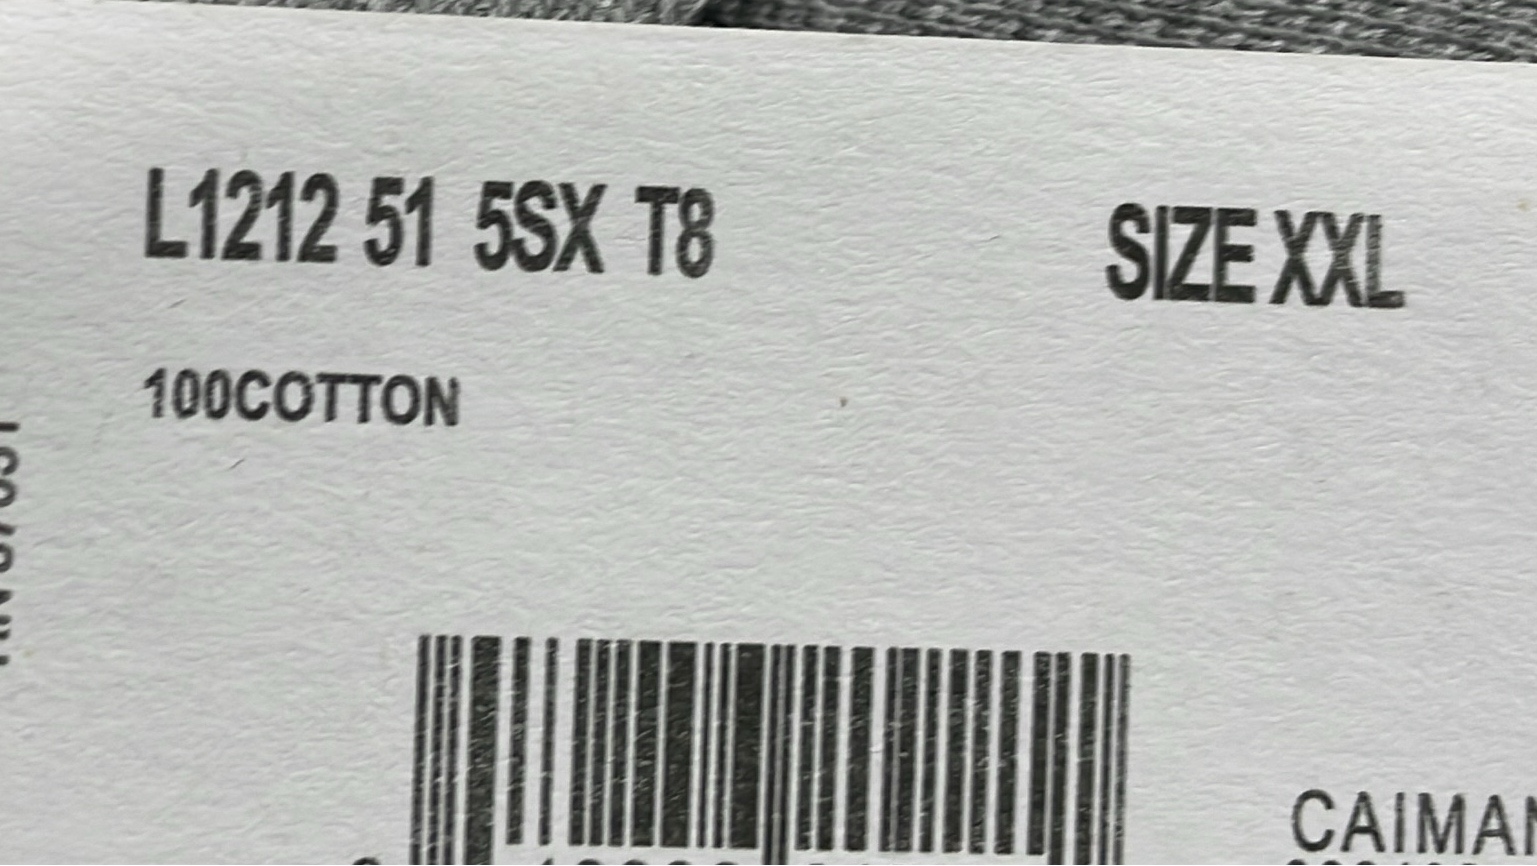 L1212 51 5SX T8
SIZE XXL
100COTTON
CAIMAN